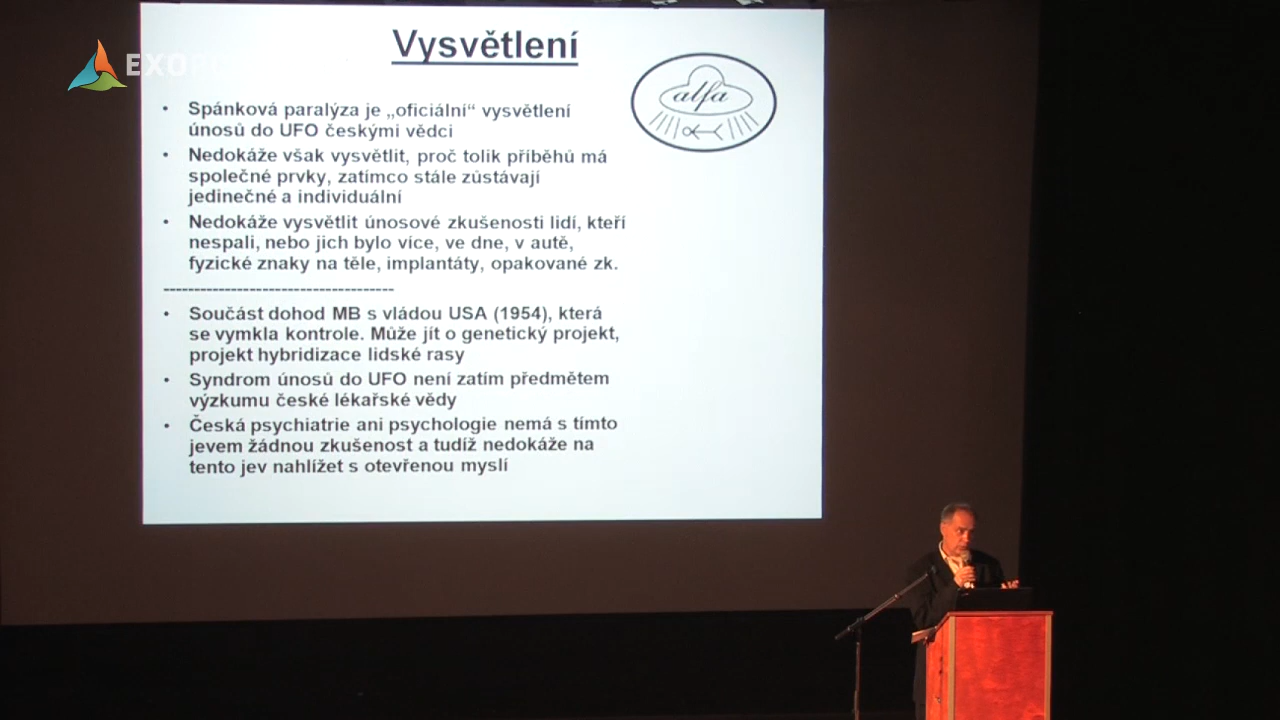 EXOFO
Vysvětlení
alfa
• Spánková paralýza je „oficiální“ vysvětlení
únosů do UFO českými vědci
• Nedokáže však vysvětlit, proč tolik příběhů má
společné prvky, zatímco stále zůstávají
jedinečné a individuální
• Nedokáže vysvětlit únosové zkušenosti lidí, kteří
nespali, nebo jich bylo více, ve dne, v autě,
fyzické znaky na těle, implantáty, opakované zk.
------------------------------------
• Součást dohod MB s vládou USA (1954), která
se vymkla kontrole. Může jít o genetický projekt,
projekt hybridizace lidské rasy
• Syndrom únosů do UFO není zatím předmětem
výzkumu české lékařské vědy
• Česká psychiatrie ani psychologie nemá s tímto
jevem žádnou zkušenost a tudíž nedokáže na
tento jev nahlížet s otevřenou myslí